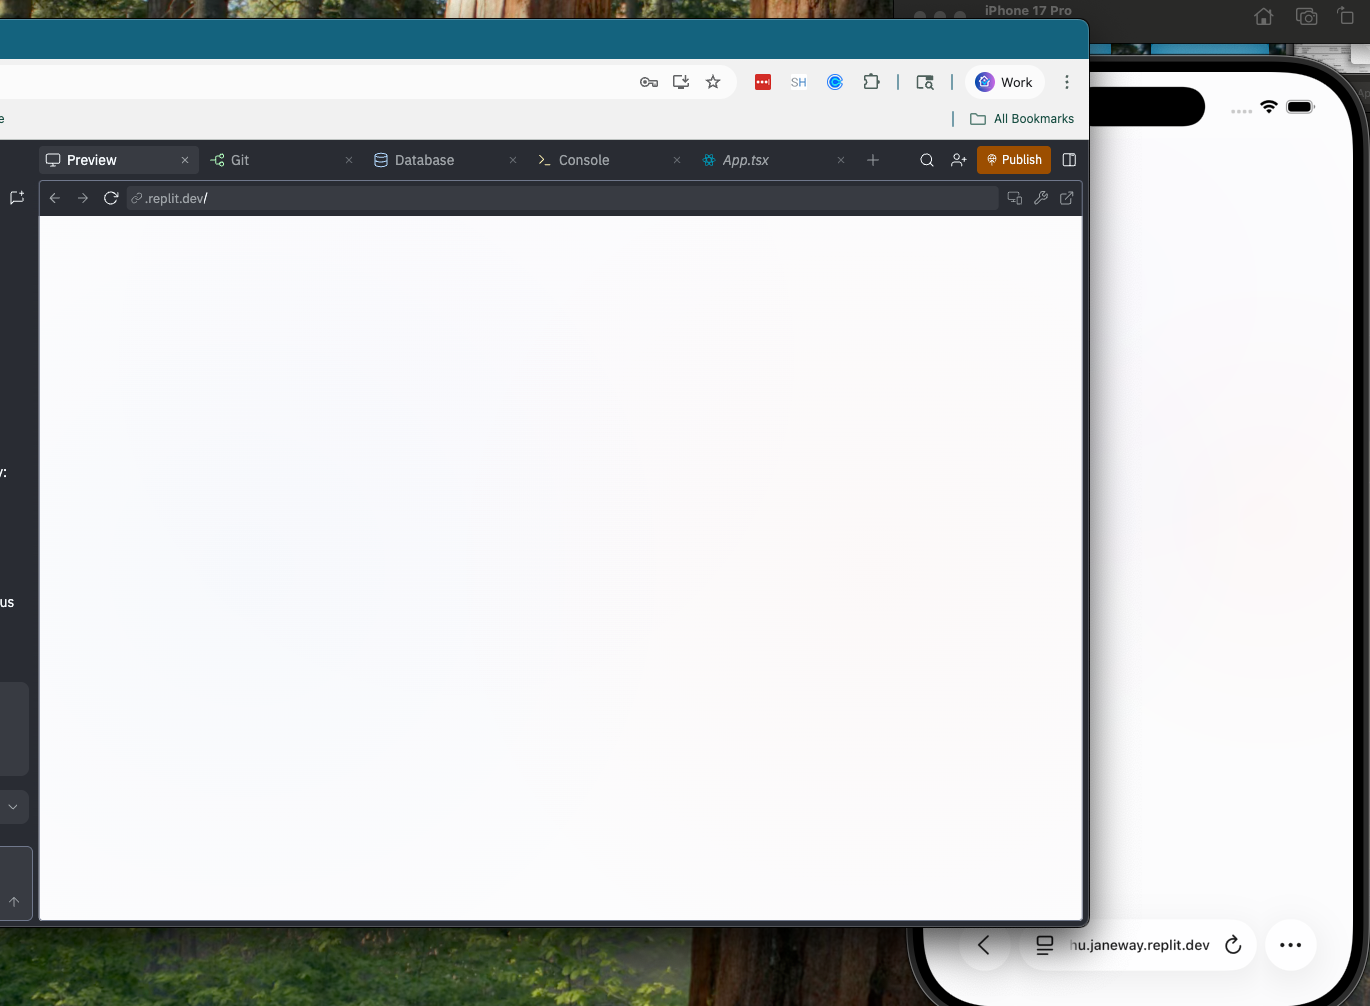 iPhone 17 Pro
SH
Work
e
All Bookmarks
Preview
Git
Database
Console
App.tsx
Publish
.replit.dev/
y:
us
hu.janeway.replit.dev